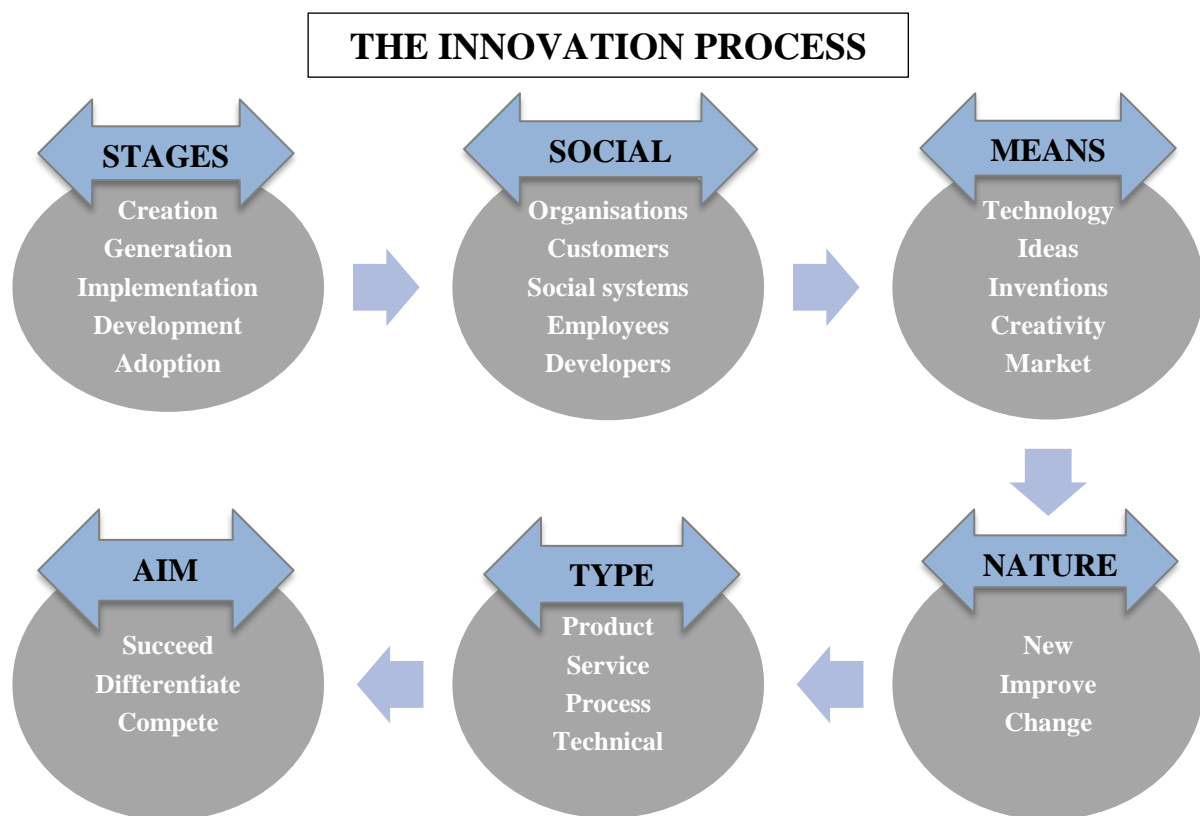 THE INNOVATION PROCESS
STAGES
Creation
Generation
Implementation
Development
Adoption
SOCIAL
Organisations
Customers
Social systems
Employees
Developers
MEANS
Technology
Ideas
Inventions
Creativity
Market
NATURE
New
Improve
Change
TYPE
Product
Service
Process
Technical
AIM
Succeed
Differentiate
Compete